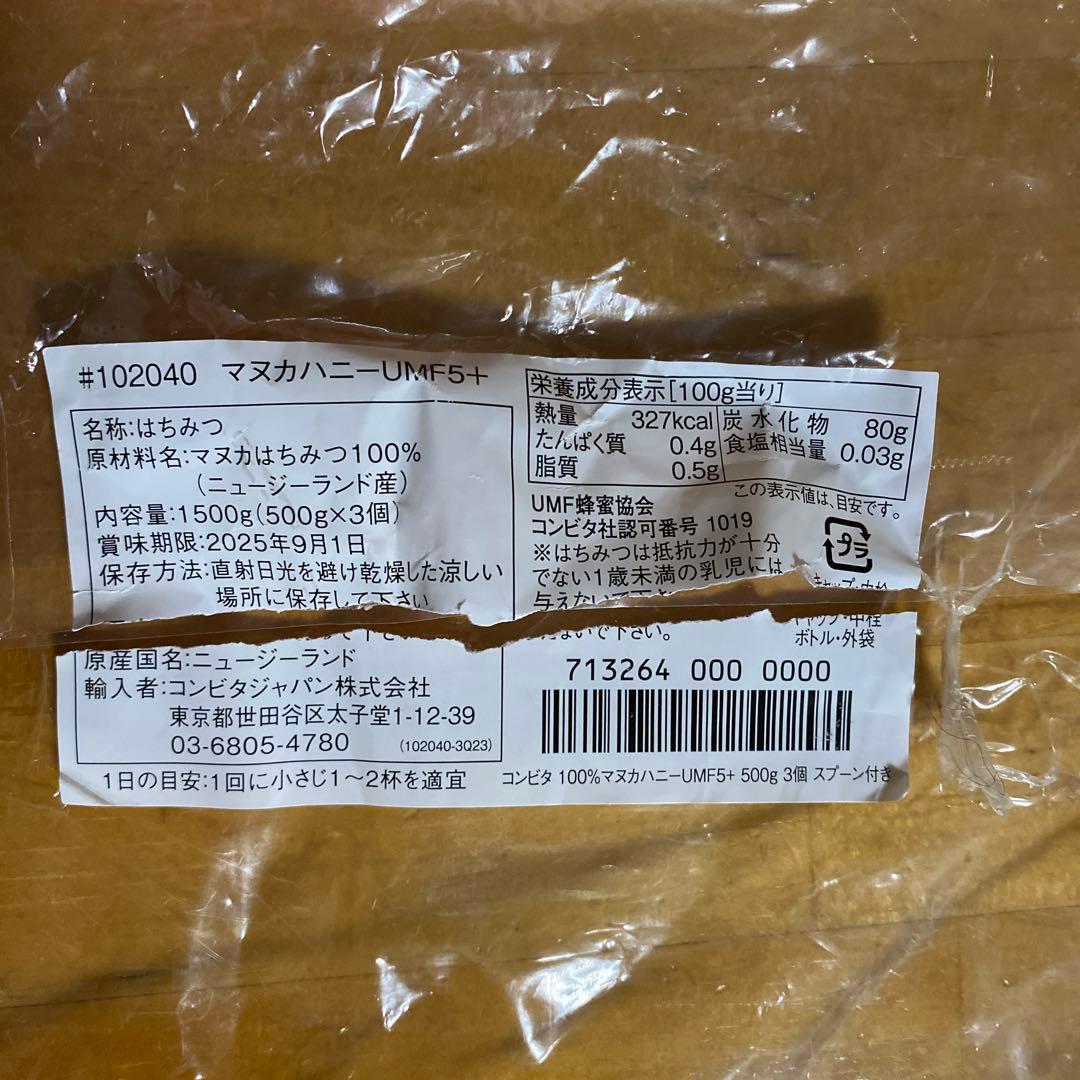 #102040 マヌカハニーUMF5+
名称:はちみつ
原材料名:マヌカはちみつ100%
(ニュージーランド産)
内容量:1500g(500g×3個)
賞味期限:2025年9月1日
保存方法:直射日光を避け乾燥した涼しい
場所に保存して下さい
原産国名:ニュージーランド
輸入者:コンビタジャパン株式会社
東京都世田谷区太子堂1-12-39
03-6805-4780 (102040-3Q23)
1日の目安:1回に小さじ1〜2杯を適宜
栄養成分表示[100g当り]
熱量 327kcal 炭水化物 80g
たんぱく質 0.4g 食塩相当量 0.03g
脂質 0.5g
この表示値は、目安です。
UMF蜂蜜協会
コンビタ社認可番号 1019
※はちみつは抵抗力が十分
でない1歳未満の乳児には
与えないで下さい。
プラ
キャップ・中栓
ボトル・外袋
713264 000 0000
コンビタ 100%マヌカハニーUMF5+ 500g 3個 スプーン付き